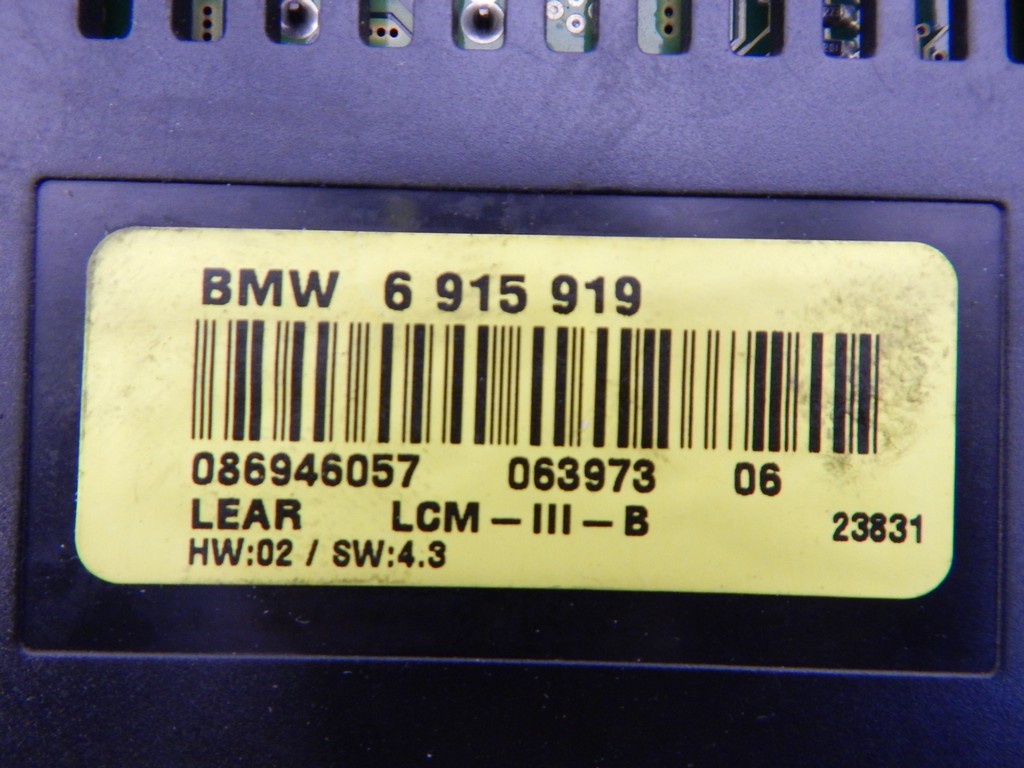 BMW 6 915 919
086946057 063973 06
LEAR LCM-III-B 23831
HW:02 / SW:4.3